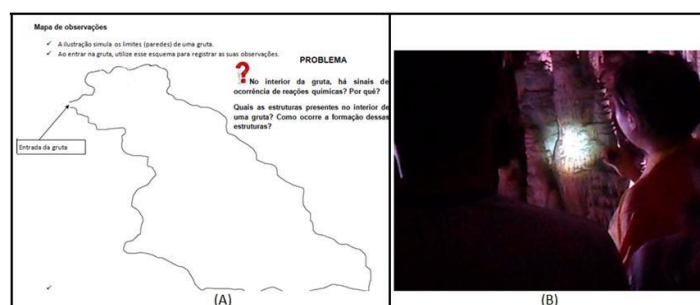 Mapa de observações
✓ A ilustração simula os limites (paredes) de uma gruta.
✓ Ao entrar na gruta, utilize esse esquema para registrar as suas observações.
PROBLEMA
? No interior da gruta, há sinais de
ocorrência de reações químicas? Por quê?
Quais as estruturas presentes no interior de
uma gruta? Como ocorre a formação dessas
estruturas?
Entrada da gruta
✓
(A)
(B)